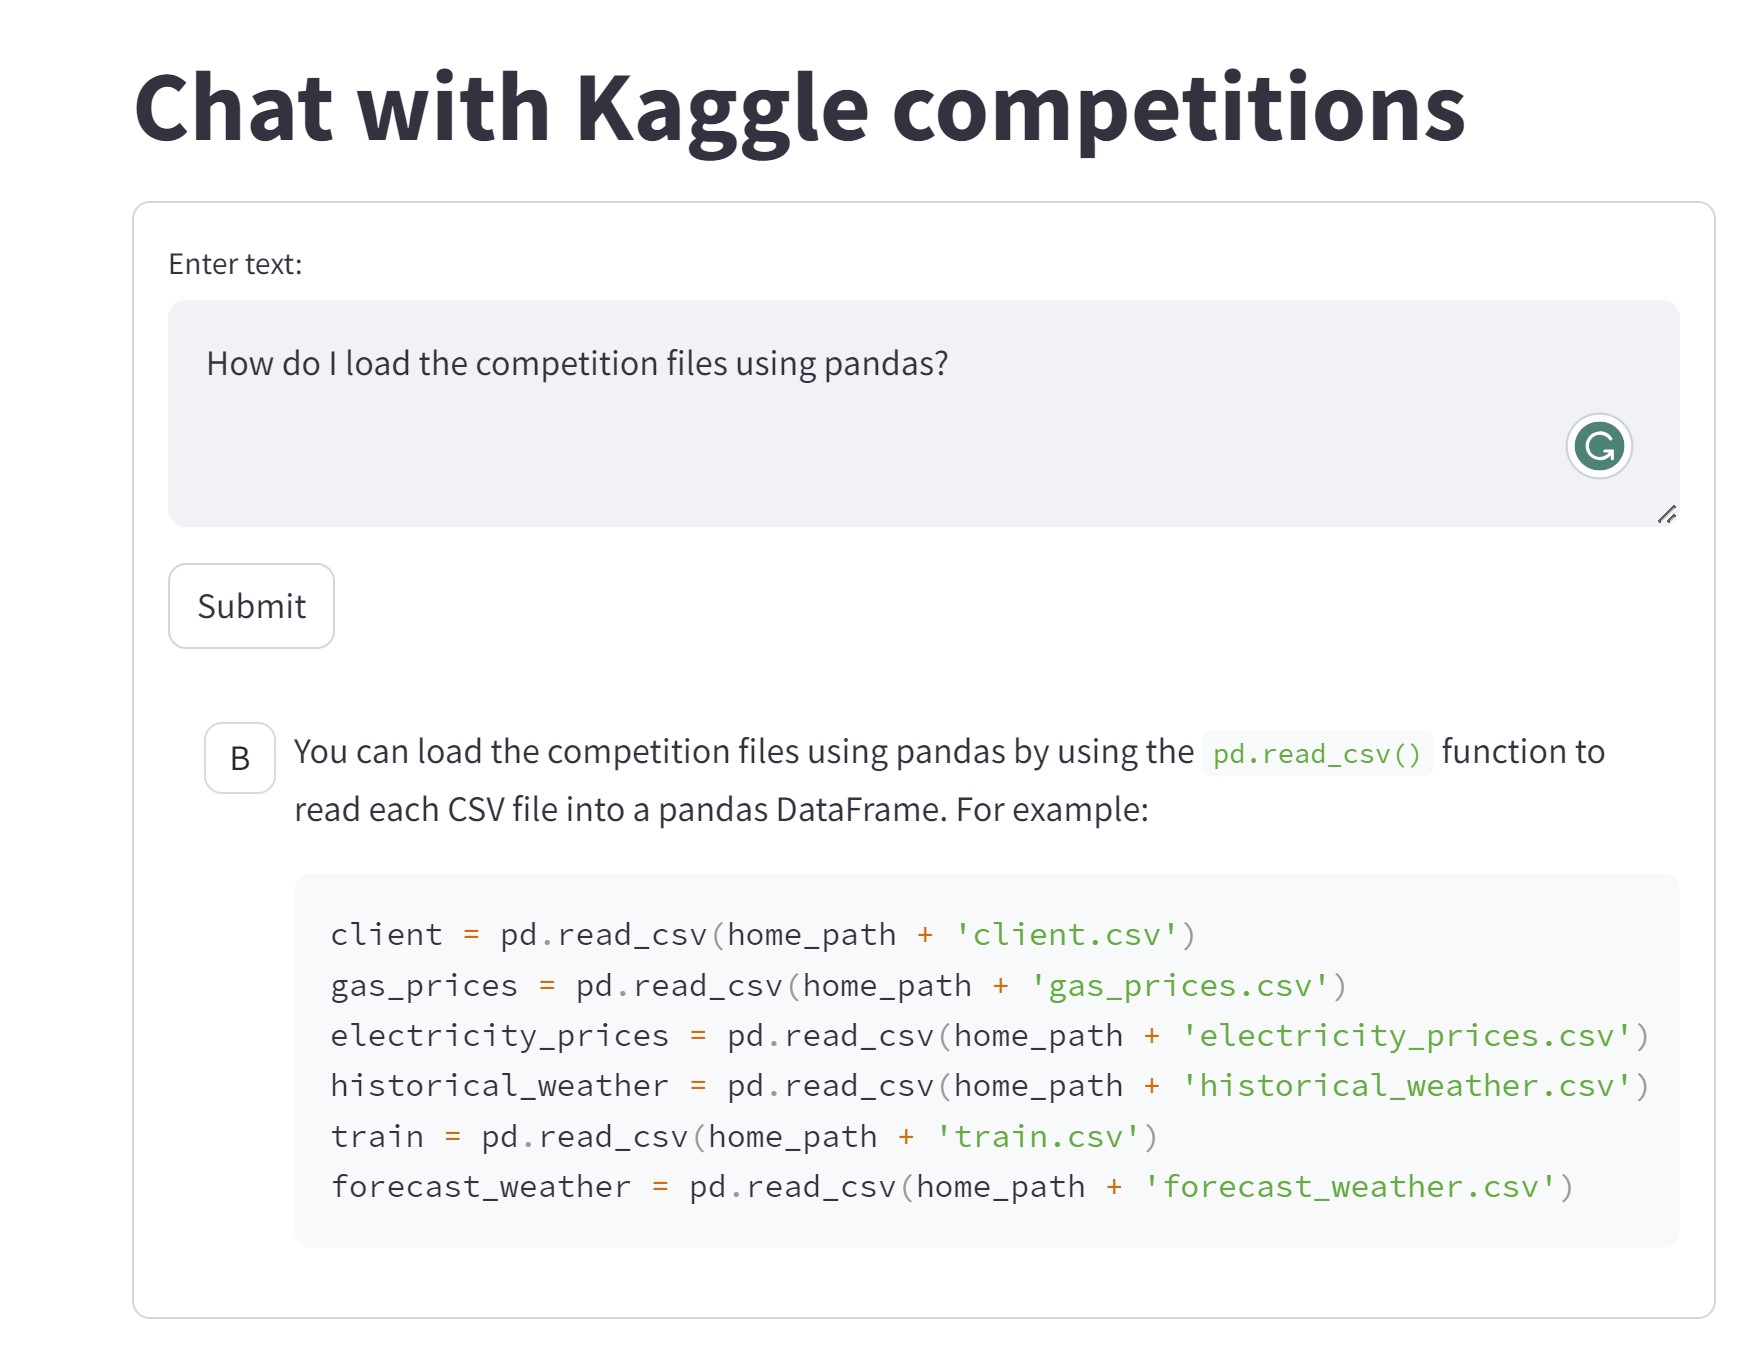 Chat with Kaggle competitions
Enter text:
How do I load the competition files using pandas?
Submit
B
You can load the competition files using pandas by using the pd.read_csv() function to
read each CSV file into a pandas DataFrame. For example:
client = pd.read_csv(home_path + 'client.csv')
gas_prices = pd.read_csv(home_path + 'gas_prices.csv')
electricity_prices = pd.read_csv(home_path + 'electricity_prices.csv')
historical_weather = pd.read_csv(home_path + 'historical_weather.csv')
train = pd.read_csv(home_path + 'train.csv')
forecast_weather = pd.read_csv(home_path + 'forecast_weather.csv')